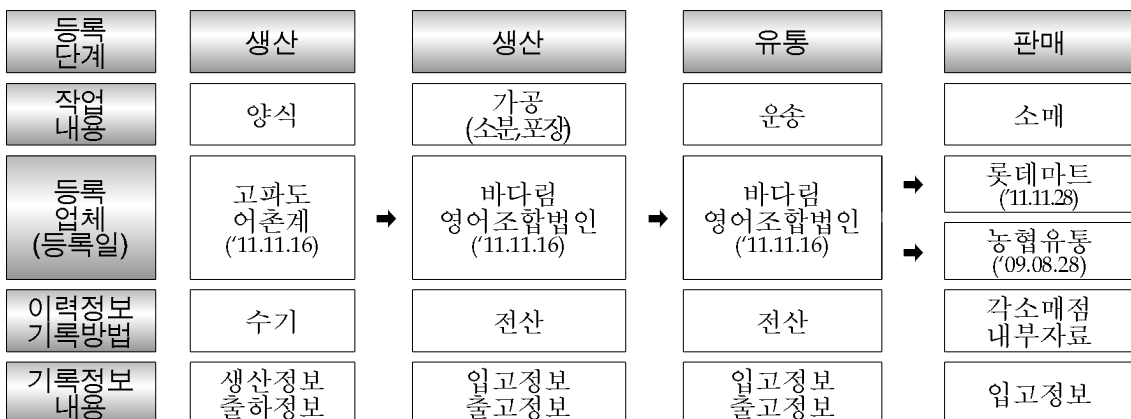 등록
단계
생산
생산
유통
판매
작업
내용
양식
가공
(소분,포장)
운송
소매
등록
업체
(등록일)
고파도
어촌계
('11.11.16)
➡
바다림
영어조합법인
('11.11.16)
➡
바다림
영어조합법인
('11.11.16)
➡
롯데마트
('11.11.28)
➡
농협유통
('09.08.28)
이력정보
기록방법
수기
전산
전산
각소매점
내부자료
기록정보
내용
생산정보
출하정보
입고정보
출고정보
입고정보
출고정보
입고정보